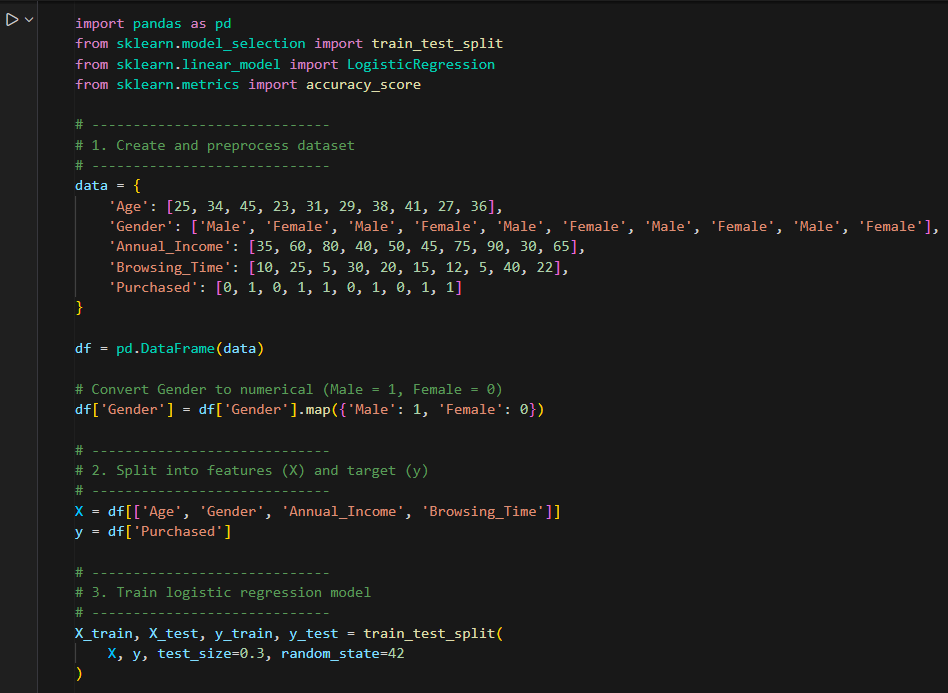 import pandas as pd
from sklearn.model_selection import train_test_split
from sklearn.linear_model import LogisticRegression
from sklearn.metrics import accuracy_score
# -----------------------------
# 1. Create and preprocess dataset
# -----------------------------
data = {
    'Age': [25, 34, 45, 23, 31, 29, 38, 41, 27, 36],
    'Gender': ['Male', 'Female', 'Male', 'Female', 'Male', 'Female', 'Male', 'Female', 'Male', 'Female'],
    'Annual_Income': [35, 60, 80, 40, 50, 45, 75, 90, 30, 65],
    'Browsing_Time': [10, 25, 5, 30, 20, 15, 12, 5, 40, 22],
    'Purchased': [0, 1, 0, 1, 1, 0, 1, 0, 1, 1]
}
df = pd.DataFrame(data)
# Convert Gender to numerical (Male = 1, Female = 0)
df['Gender'] = df['Gender'].map({'Male': 1, 'Female': 0})
# -----------------------------
# 2. Split into features (X) and target (y)
# -----------------------------
X = df[['Age', 'Gender', 'Annual_Income', 'Browsing_Time']]
y = df['Purchased']
# -----------------------------
# 3. Train logistic regression model
# -----------------------------
X_train, X_test, y_train, y_test = train_test_split(
    X, y, test_size=0.3, random_state=42
)